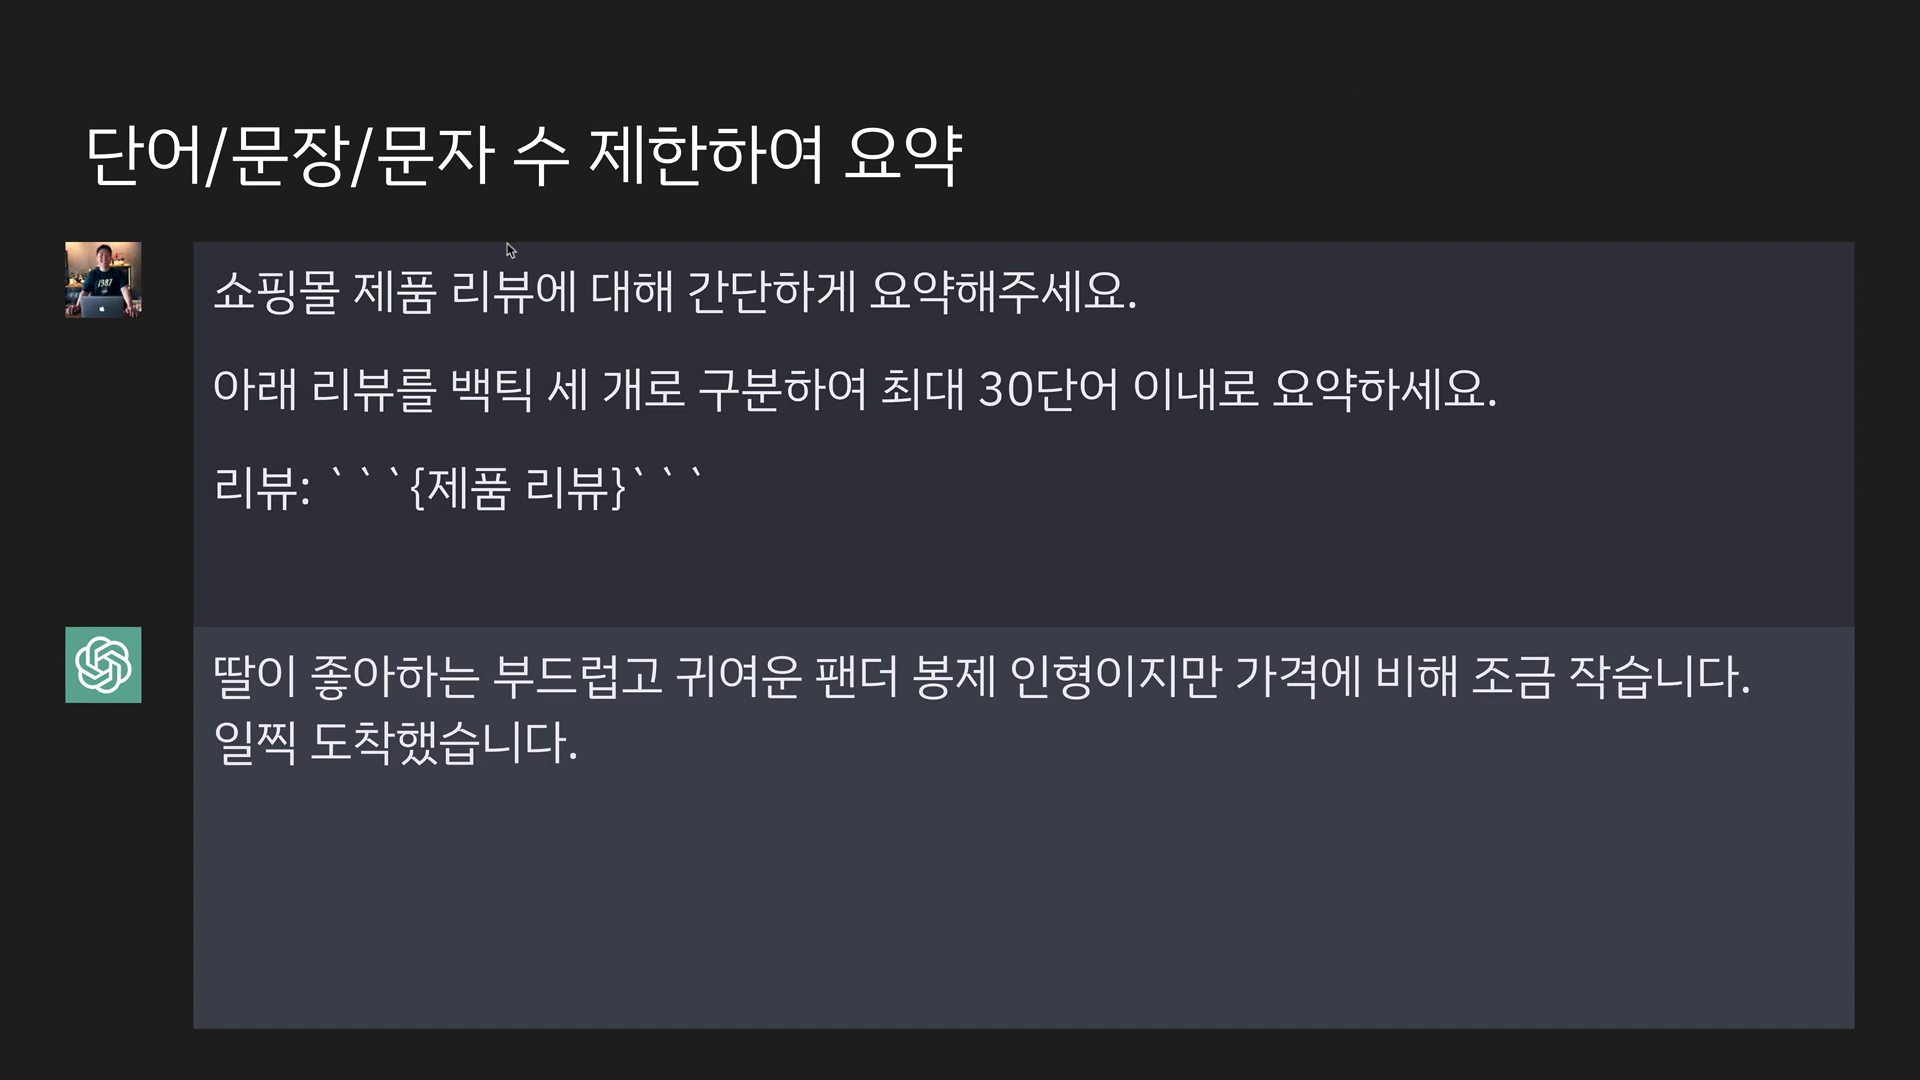 단어/문장/문자 수 제한하여 요약
쇼핑몰 제품 리뷰에 대해 간단하게 요약해주세요.
아래 리뷰를 백틱 세 개로 구분하여 최대 30단어 이내로 요약하세요.
리뷰: ```{제품 리뷰}```
딸이 좋아하는 부드럽고 귀여운 팬더 봉제 인형이지만 가격에 비해 조금 작습니다.
일찍 도착했습니다.